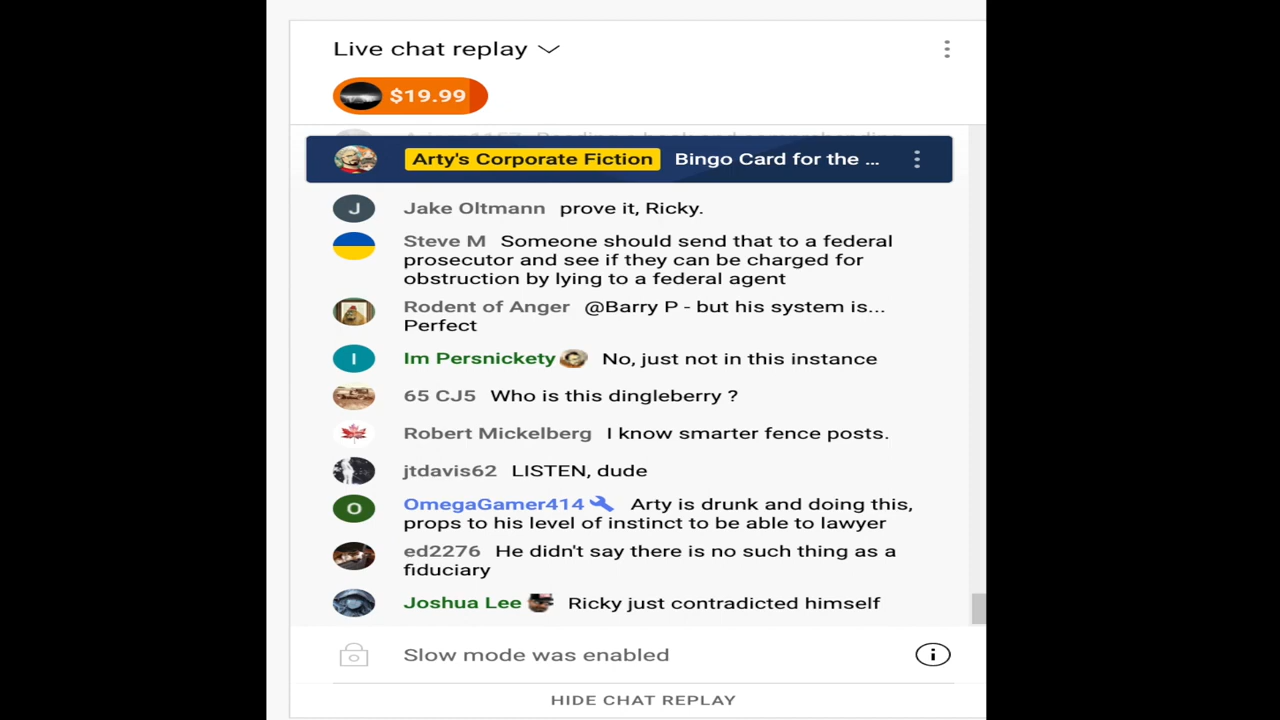 Live chat replay
$19.99
Arty's Corporate Fiction Bingo Card for the ...
J Jake Oltmann prove it, Ricky.
Steve M Someone should send that to a federal
prosecutor and see if they can be charged for
obstruction by lying to a federal agent
Rodent of Anger @Barry P - but his system is...
Perfect
I Im Persnickety No, just not in this instance
65 CJ5 Who is this dingleberry ?
Robert Mickelberg I know smarter fence posts.
jtdavis62 LISTEN, dude
O OmegaGamer414 Arty is drunk and doing this,
props to his level of instinct to be able to lawyer
ed2276 He didn't say there is no such thing as a
fiduciary
Joshua Lee Ricky just contradicted himself
Slow mode was enabled
HIDE CHAT REPLAY